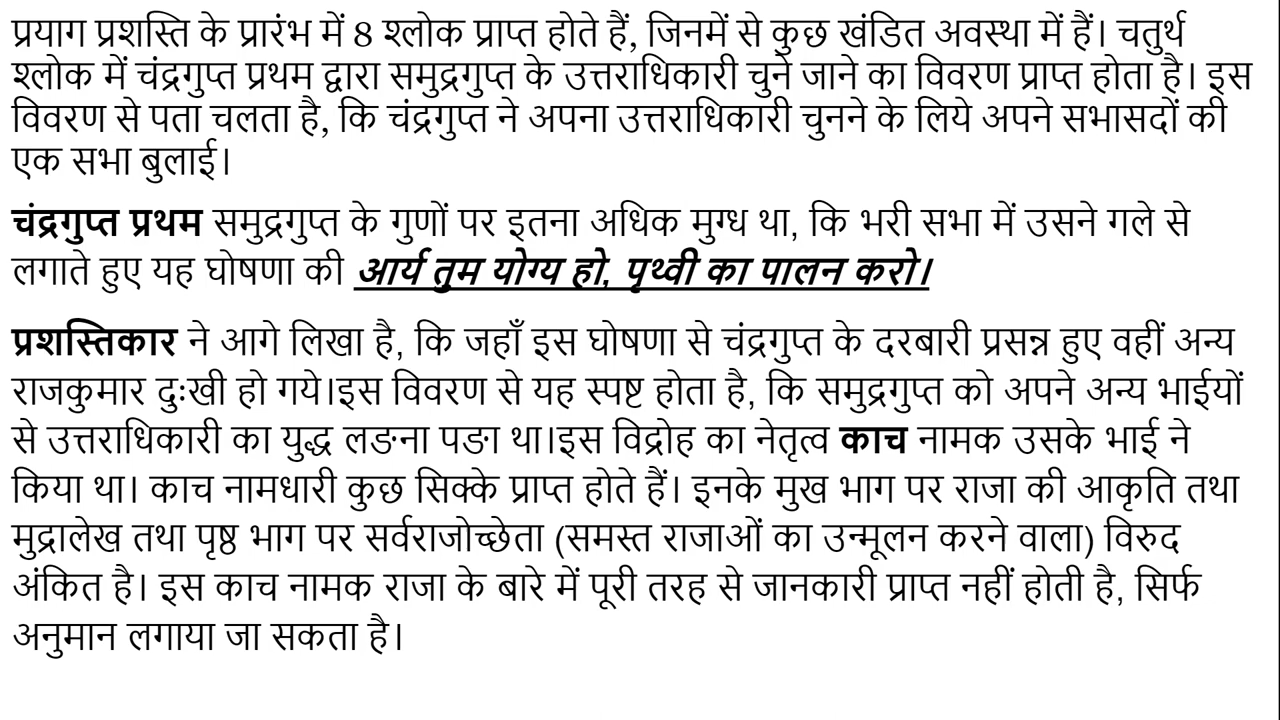 प्रयाग प्रशस्ति के प्रारंभ में 8 श्लोक प्राप्त होते हैं, जिनमें से कुछ खंडित अवस्था में हैं। चतुर्थ
श्लोक में चंद्रगुप्त प्रथम द्वारा समुद्रगुप्त के उत्तराधिकारी चुने जाने का विवरण प्राप्त होता है। इस
विवरण से पता चलता है, कि चंद्रगुप्त ने अपना उत्तराधिकारी चुनने के लिये अपने सभासदों की
एक सभा बुलाई।
चंद्रगुप्त प्रथम समुद्रगुप्त के गुणों पर इतना अधिक मुग्ध था, कि भरी सभा में उसने गले से
लगाते हुए यह घोषणा की आर्य तुम योग्य हो, पृथ्वी का पालन करो।
प्रशस्तिकार ने आगे लिखा है, कि जहाँ इस घोषणा से चंद्रगुप्त के दरबारी प्रसन्न हुए वहीं अन्य
राजकुमार दुःखी हो गये।इस विवरण से यह स्पष्ट होता है, कि समुद्रगुप्त को अपने अन्य भाईयों
से उत्तराधिकारी का युद्ध लङना पङा था।इस विद्रोह का नेतृत्व काच नामक उसके भाई ने
किया था। काच नामधारी कुछ सिक्के प्राप्त होते हैं। इनके मुख भाग पर राजा की आकृति तथा
मुद्रालेख तथा पृष्ठ भाग पर सर्वराजोच्छेता (समस्त राजाओं का उन्मूलन करने वाला) विरुद
अंकित है। इस काच नामक राजा के बारे में पूरी तरह से जानकारी प्राप्त नहीं होती है, सिर्फ
अनुमान लगाया जा सकता है।